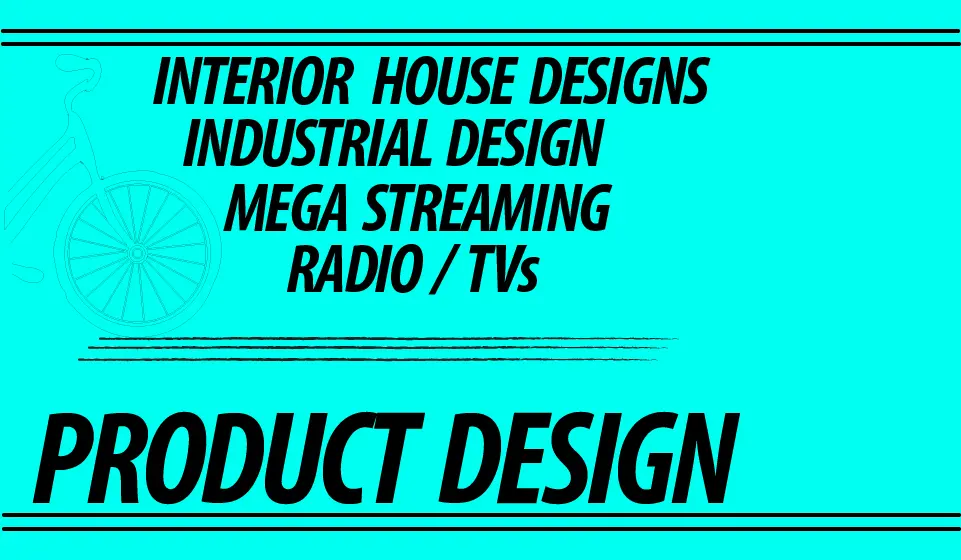 INTERIOR HOUSE DESIGNS
INDUSTRIAL DESIGN
MEGA STREAMING
RADIO / TVs
PRODUCT DESIGN